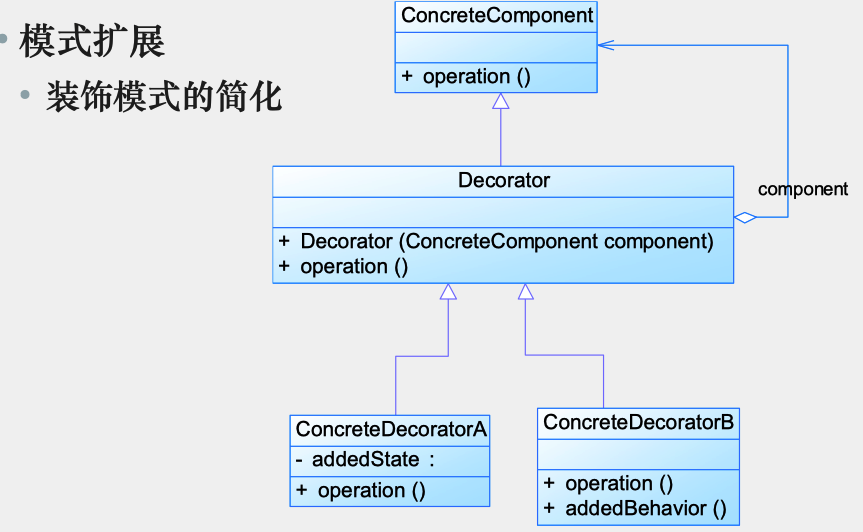 • 模式扩展
• 装饰模式的简化
ConcreteComponent
+ operation ()
Decorator
component
+ Decorator (ConcreteComponent component)
+ operation ()
ConcreteDecoratorA
- addedState :
+ operation ()
ConcreteDecoratorB
+ operation ()
+ addedBehavior ()